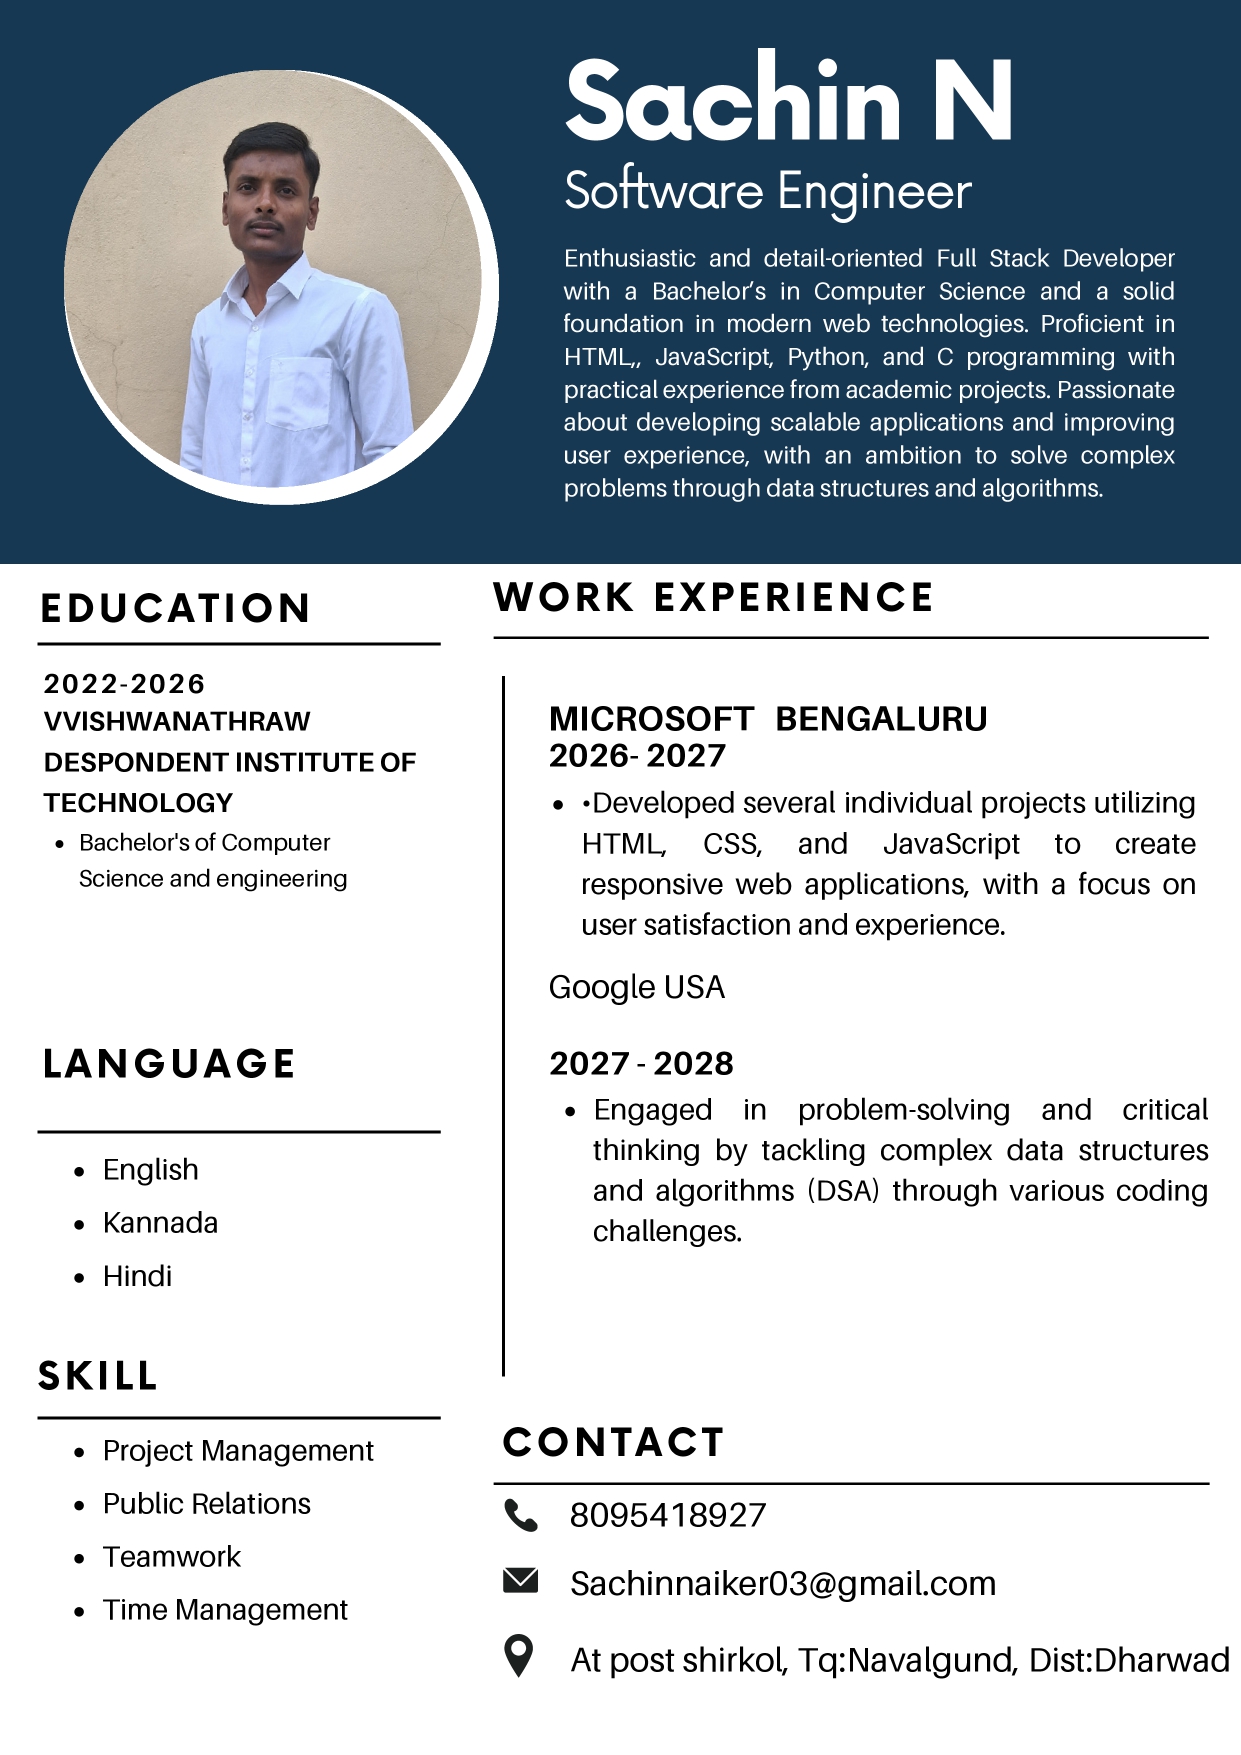 Sachin N
Software Engineer
Enthusiastic and detail-oriented Full Stack Developer
with a Bachelor’s in Computer Science and a solid
foundation in modern web technologies. Proficient in
HTML,, JavaScript, Python, and C programming with
practical experience from academic projects. Passionate
about developing scalable applications and improving
user experience, with an ambition to solve complex
problems through data structures and algorithms.
EDUCATION
2022-2026
VVISHWANATHRAW
DESPONDENT INSTITUTE OF
TECHNOLOGY
• Bachelor's of Computer
Science and engineering
LANGUAGE
• English
• Kannada
• Hindi
SKILL
• Project Management
• Public Relations
• Teamwork
• Time Management
WORK EXPERIENCE
MICROSOFT BENGALURU
2026- 2027
• •Developed several individual projects utilizing
HTML, CSS, and JavaScript to create
responsive web applications, with a focus on
user satisfaction and experience.
Google USA
2027 - 2028
• Engaged in problem-solving and critical
thinking by tackling complex data structures
and algorithms (DSA) through various coding
challenges.
CONTACT
8095418927
Sachinnaiker03@gmail.com
At post shirkol, Tq:Navalgund, Dist:Dharwad